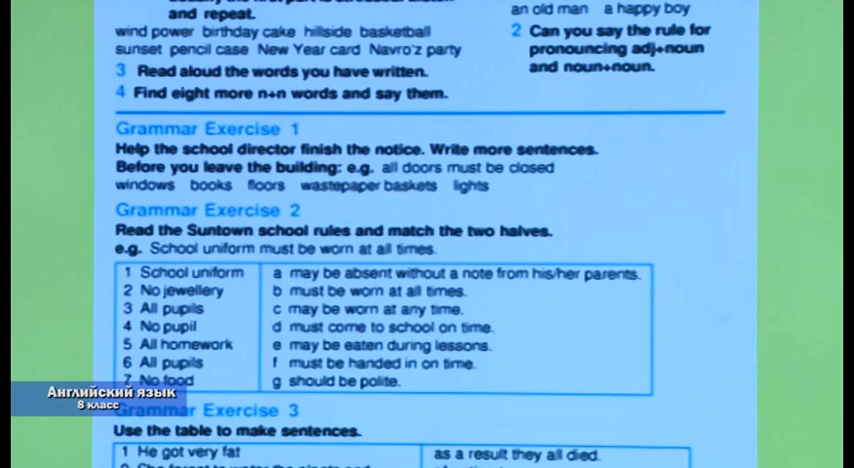 and repeat.
wind power birthday cake hillside basketball
sunset pencil case New Year card Navro'z party
3 Read aloud the words you have written.
4 Find eight more n+n words and say them.
an old man a happy boy
2 Can you say the rule for
pronouncing adj+noun
and noun+noun.
Grammar Exercise 1
Help the school director finish the notice. Write more sentences.
Before you leave the building: e.g. all doors must be closed
windows books floors wastepaper baskets lights
Grammar Exercise 2
Read the Suntown school rules and match the two halves.
e.g. School uniform must be worn at all times.
1 School uniform a may be absent without a note from his/her parents.
2 No jewellery b must be worn at all times.
3 All pupils c may be worn at any time.
4 No pupil d must come to school on time.
5 All homework e may be eaten during lessons.
6 All pupils f must be handed in on time.
7 No food g should be polite.
Английский язык
8 класс
Grammar Exercise 3
Use the table to make sentences.
1 He got very fat as a result they all died.